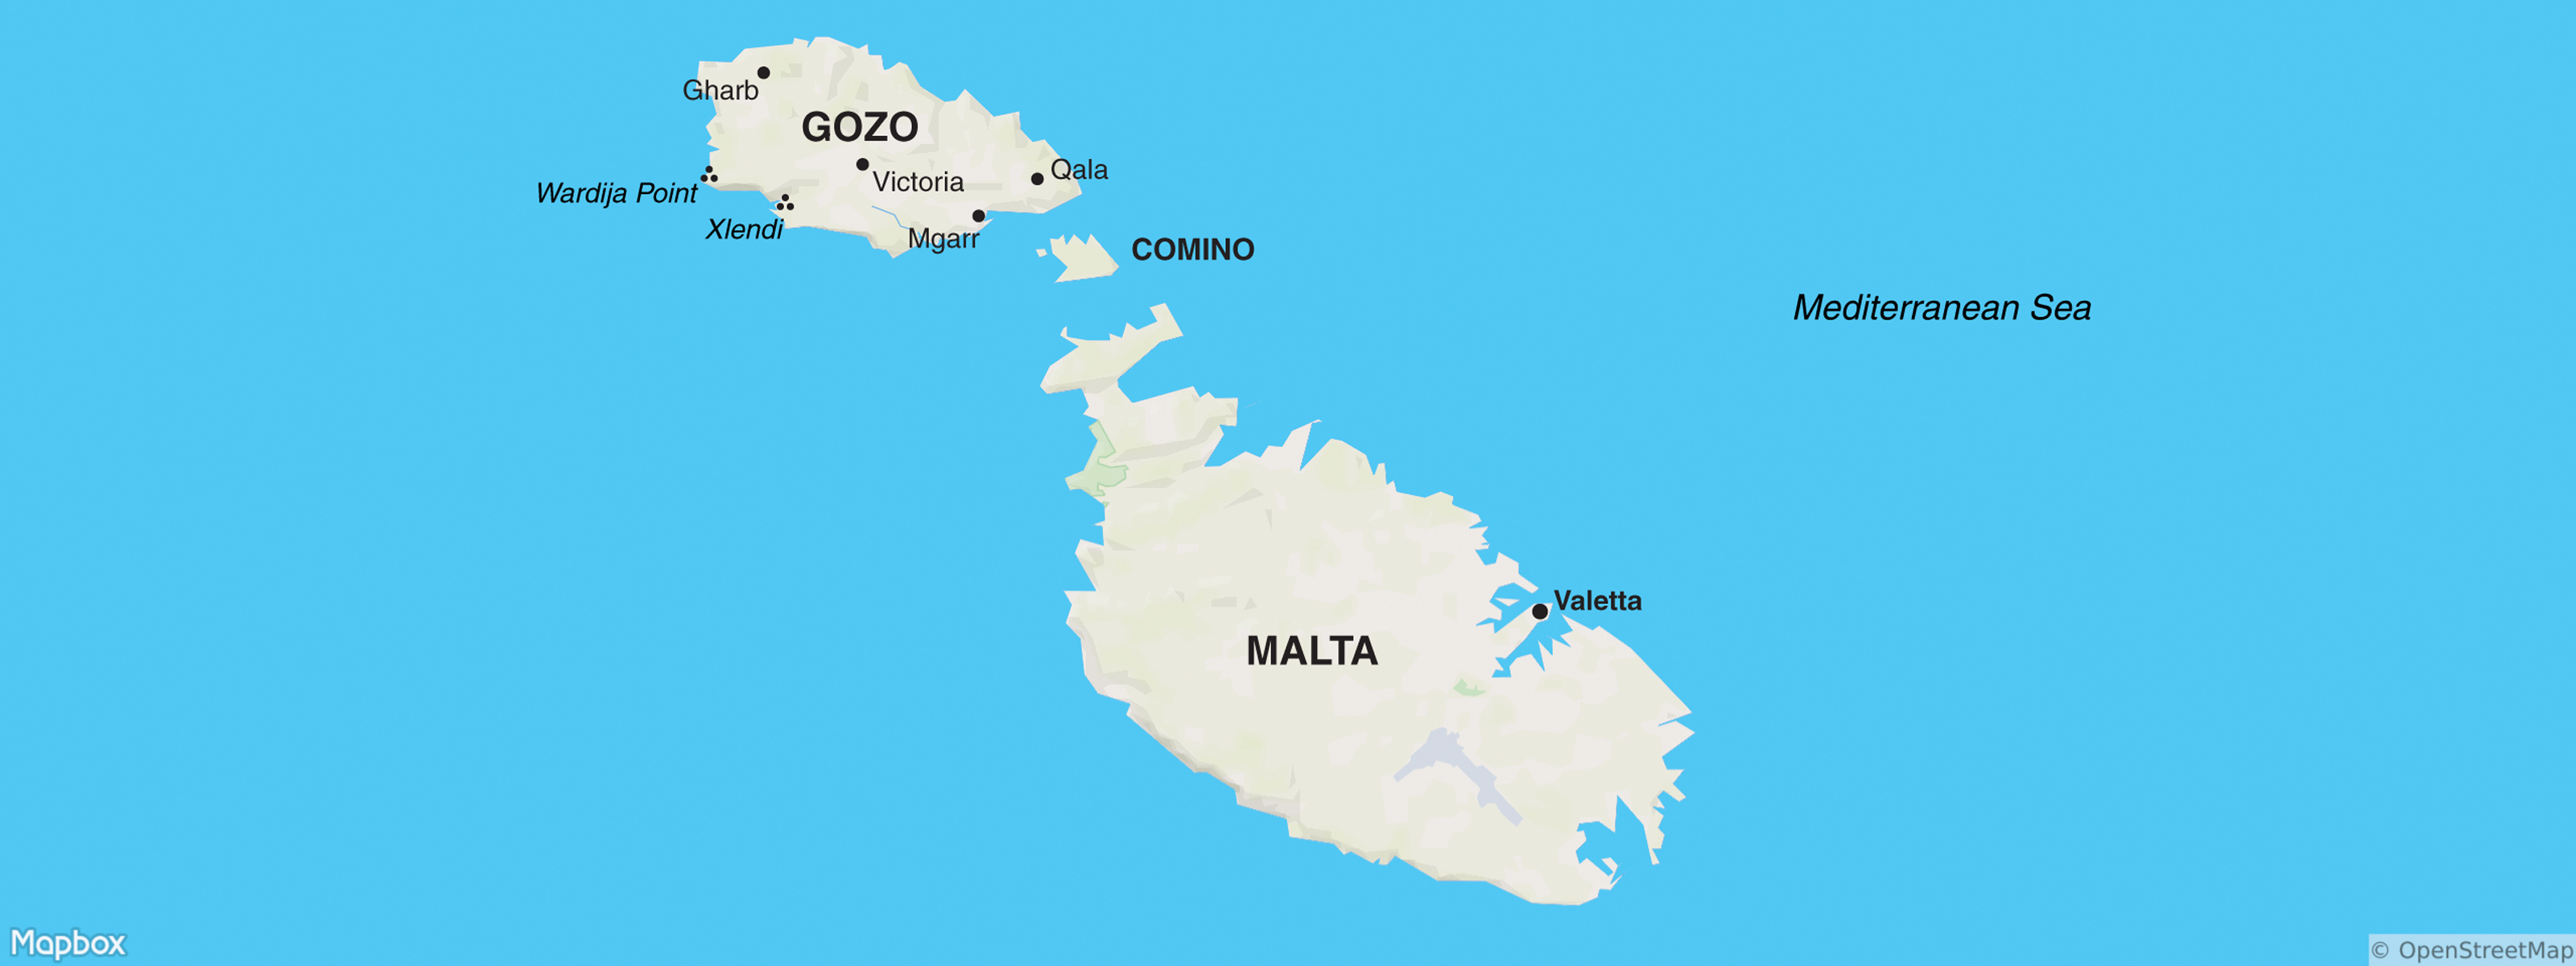 Gharb
GOZO
Qala
Victoria
Wardija Point
Xlendi
Mgarr
COMINO
Mediterranean Sea
Valetta
MALTA
Mapbox
© OpenStreetMap